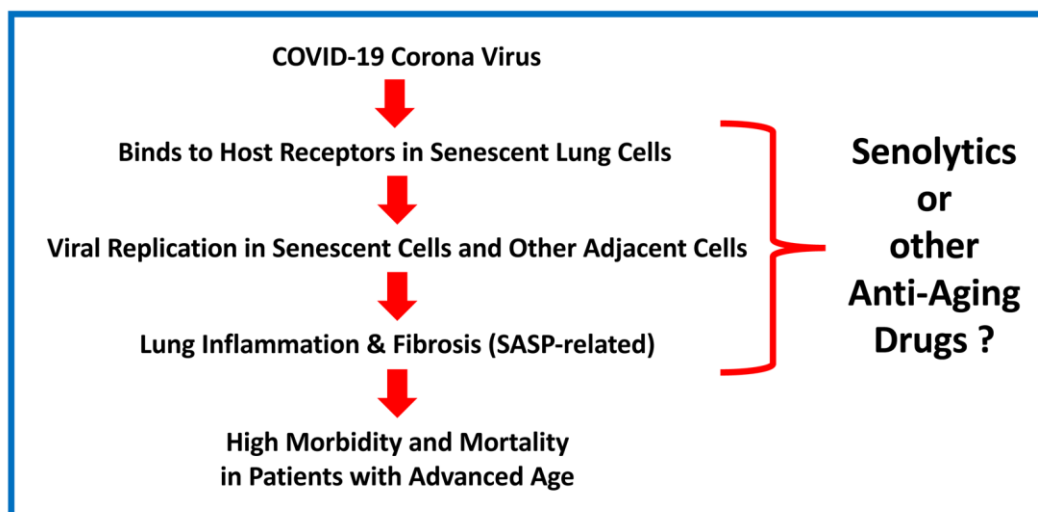 COVID-19 Corona Virus
Binds to Host Receptors in Senescent Lung Cells
Viral Replication in Senescent Cells and Other Adjacent Cells
Lung Inflammation & Fibrosis (SASP-related)
High Morbidity and Mortality
in Patients with Advanced Age
Senolytics
or
other
Anti-Aging
Drugs ?